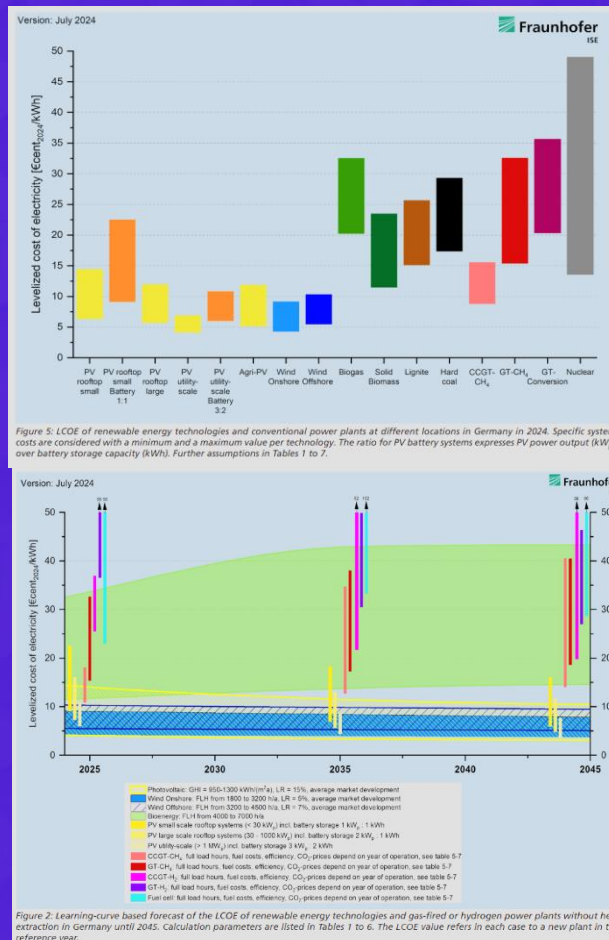 Version: July 2024
Fraunhofer
ISE
Levelized cost of electricity [€cent2024/kWh]
50
45
40
35
30
25
20
15
10
5
0
PV rooftop small
PV rooftop small Battery 1:1
PV rooftop large
PV utility-scale
PV utility-scale Battery 3:2
Agri-PV
Wind Onshore
Wind Offshore
Biogas
Solid Biomass
Lignite
Hard coal
CCGT-CH4
GT-CH4
GT-Conversion
Nuclear
Figure 5: LCOE of renewable energy technologies and conventional power plants at different locations in Germany in 2024. Specific system
costs are considered with a minimum and a maximum value per technology. The ratio for PV battery systems expresses PV power output (kWp)
over battery storage capacity (kWh). Further assumptions in Tables 1 to 7.
Version: July 2024
Fraunhofer
Levelized cost of electricity [€cent2024/kWh]
50
40
30
20
10
0
50
40
30
20
10
0
2025
2030
2035
2040
2045
Photovoltaic: GHI = 950-1300 kWh/(m²a), LR = 15%, average market development
Wind Onshore: FLH from 1800 to 3200 h/a, LR = 5%, average market development
Wind Offshore: FLH from 3200 to 4500 h/a, LR = 7%, average market development
Bioenergy: FLH from 4000 to 7000 h/a
PV small scale rooftop systems (< 30 kWp) incl. battery storage 1 kWp : 1 kWh
PV large scale rooftop systems (30 - 1000 kWp) incl. battery storage 2 kWp : 1 kWh
PV utility-scale (> 1 MWp) incl. battery storage 3 kWp : 2 kWh
CCGT-CH4: full load hours, fuel costs, efficiency, CO2-prices depend on year of operation, see table 5-7
GT-CH4: full load hours, fuel costs, efficiency, CO2-prices depend on year of operation, see table 5-7
CCGT-H2: full load hours, fuel costs, efficiency, CO2-prices depend on year of operation, see table 5-7
GT-H2: full load hours, fuel costs, efficiency, CO2-prices depend on year of operation, see table 5-7
Fuel cell: full load hours, fuel costs, efficiency, CO2-prices depend on year of operation, see table 5-7
Figure 2: Learning-curve based forecast of the LCOE of renewable energy technologies and gas-fired or hydrogen power plants without he
extraction in Germany until 2045. Calculation parameters are listed in Tables 1 to 6. The LCOE value refers in each case to a new plant in t
reference year.